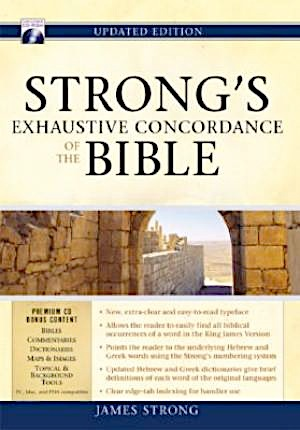 UPDATED EDITION
STRONG'S
EXHAUSTIVE CONCORDANCE
OF THE
BIBLE
PREMIUM CD
BONUS CONTENT
BIBLES
COMMENTARIES
DICTIONARIES
MAPS & IMAGES
TOPICAL &
BACKGROUND
TOOLS
PC, Mac, and PDA compatible
• New, extra-clear and easy-to-read typeface
• Allows the reader to easily find all biblical
occurrences of a word in the King James Version
• Points the reader to the underlying Hebrew and
Greek words using the Strong's numbering system
• Updated Hebrew and Greek dictionaries give brief
definitions of each word of the original languages
• Clear edge-tab indexing for handier use
JAMES STRONG